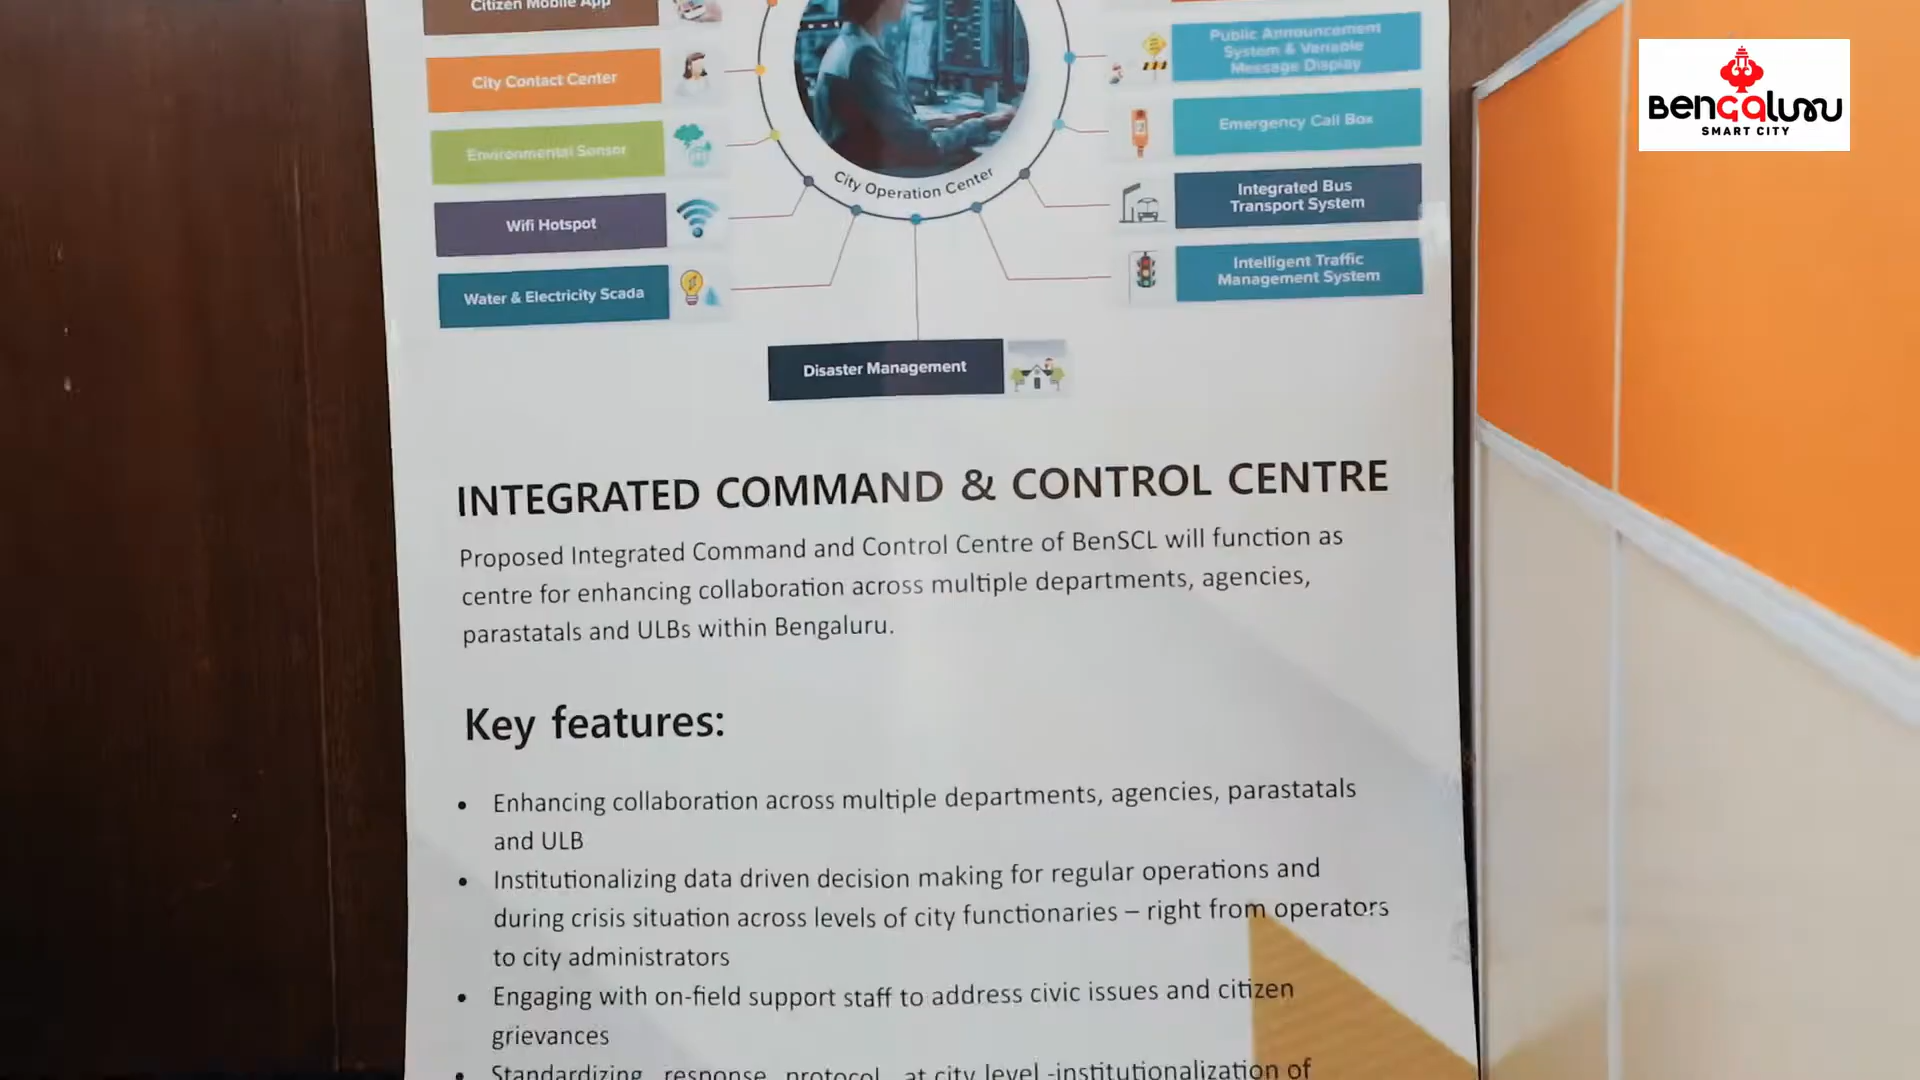 Citizen Mobile App
City Contact Center
Environmental Sensor
Wifi Hotspot
Water & Electricity Scada
City Operation Center
Public Announcement
System & Variable
Message Display
Emergency Call Box
Integrated Bus
Transport System
Intelligent Traffic
Management System
Disaster Management
INTEGRATED COMMAND & CONTROL CENTRE
Proposed Integrated Command and Control Centre of BenSCL will function as
centre for enhancing collaboration across multiple departments, agencies,
parastatals and ULBs within Bengaluru.
Key features:
• Enhancing collaboration across multiple departments, agencies, parastatals
and ULB
• Institutionalizing data driven decision making for regular operations and
during crisis situation across levels of city functionaries – right from operators
to city administrators
• Engaging with on-field support staff to address civic issues and citizen
grievances
• Standardizing response protocol at city level -institutionalization of
Bengaluru
SMART CITY